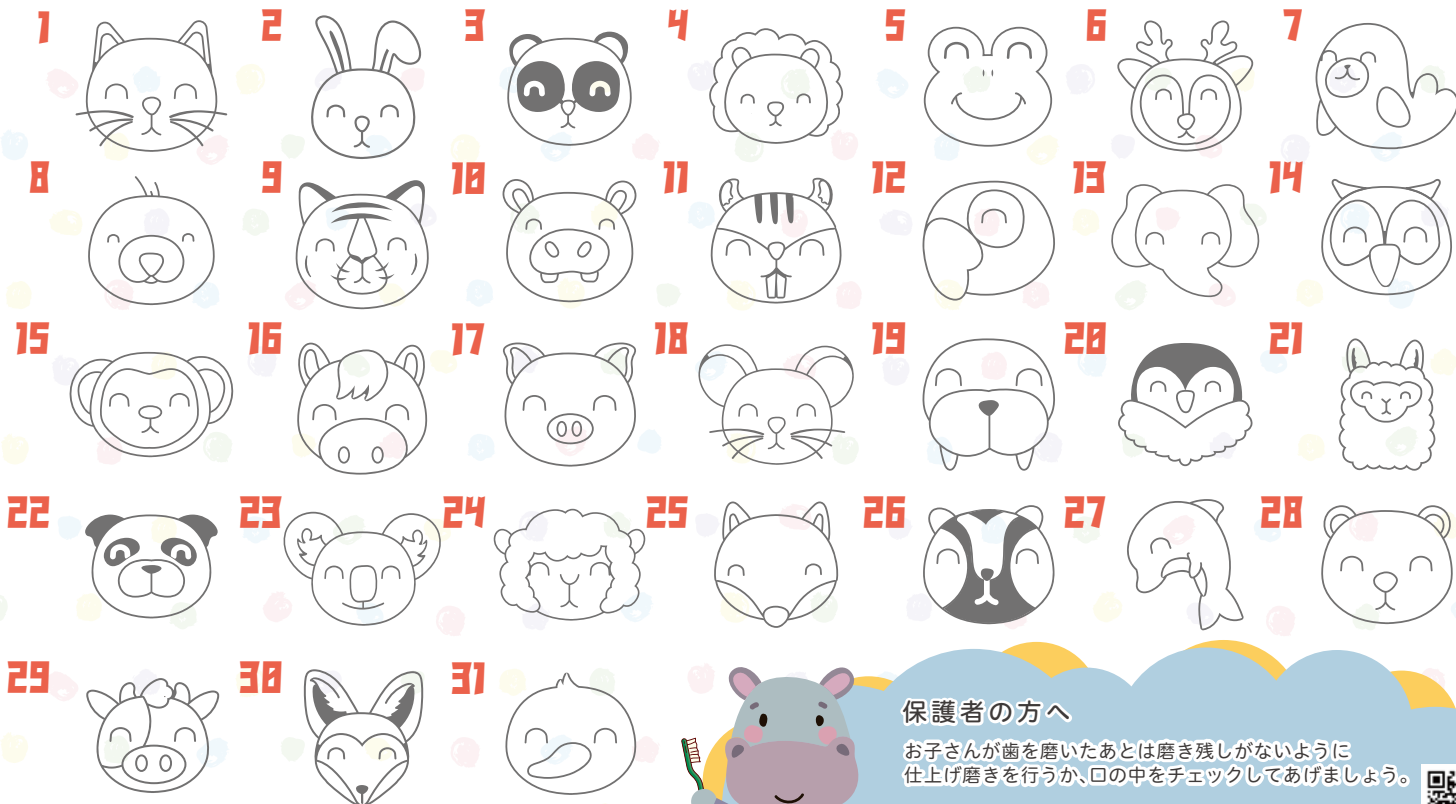 1 2 3 4 5 6 7
8 9 10 11 12 13 14
15 16 17 18 19 20 21
22 23 24 25 26 27 28
29 30 31
保護者の方へ
お子さんが歯を磨いたあとは磨き残しがないように
仕上げ磨きを行うか、口の中をチェックしてあげましょう。